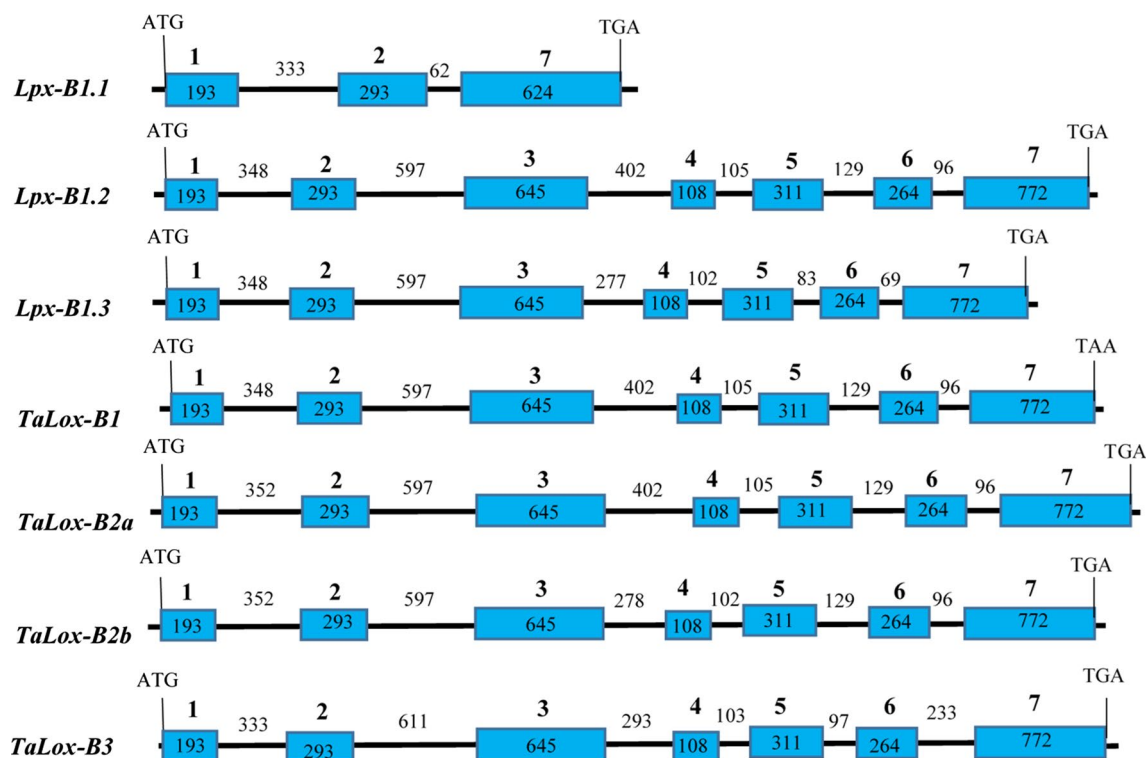 ATG TGA
1 2 7
333 62
Lpx-B1.1 193 293 624
ATG TGA
1 2 3 4 5 6 7
348 597 402 105 129 96
Lpx-B1.2 193 293 645 108 311 264 772
ATG TGA
1 2 3 4 5 6 7
348 597 277 102 83 69
Lpx-B1.3 193 293 645 108 311 264 772
ATG TAA
1 2 3 4 5 6 7
348 597 402 105 129 96
TaLox-B1 193 293 645 108 311 264 772
ATG TGA
1 2 3 4 5 6 7
352 597 402 105 129 96
TaLox-B2a 193 293 645 108 311 264 772
ATG TGA
1 2 3 4 5 6 7
352 597 278 102 129 96
TaLox-B2b 193 293 645 108 311 264 772
ATG TGA
1 2 3 4 5 6 7
333 611 293 103 97 233
TaLox-B3 193 293 645 108 311 264 772